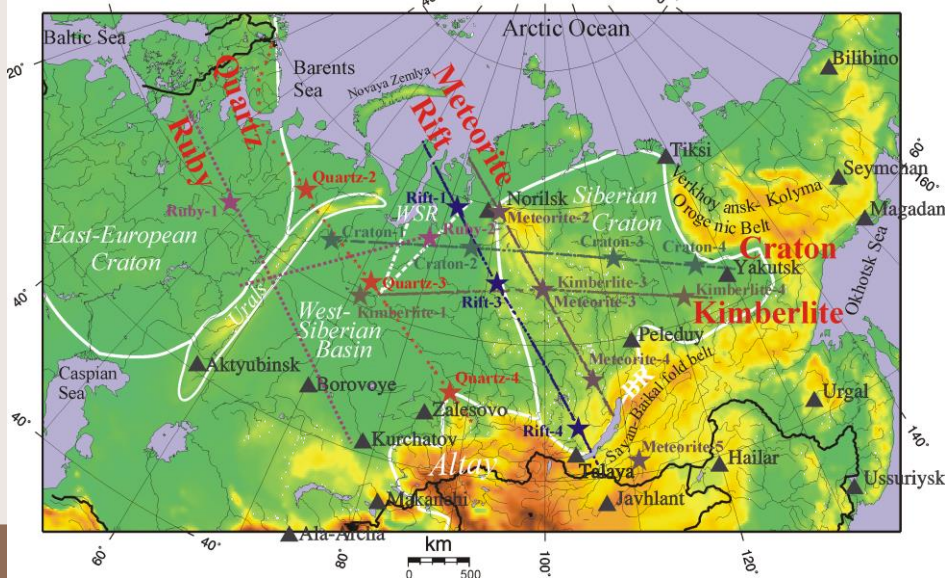 40°
60°
Arctic Ocean
Baltic Sea
Barents
Sea
Novaya Zemlya
Bilibino
20°
Quartz
Ruby
Meteorite
Rift
Tiksi
60°
160°
Seymchan
Magadan
Verkhoyansk-Kolyma
Orogenic Belt
Quartz-2
Ruby-1
Rift-1
Norilsk
Siberian
Craton
WSR
Ruby-2
Meteorite-2
East-European
Craton
Craton-1
Craton-2
Craton-3
Craton-4
Craton
Yakutsk
Okhotsk Sea
Quartz-3
Kimberlite-1
Rift-3
Kimberlite-3
Meteorite-3
Kimberlite-4
Kimberlite
40°
Urals
West-
Siberian
Basin
Peleduy
Aktyubinsk
Meteorite-4
Caspian
Sea
Borovoye
Quartz-4
Zalesovo
BR
Sayan-Baikal fold belt
Urgal
140°
40°
Kurchatov
Rift-4
Altay
Talaya
Meteorite-5
Hailar
Ussuriysk
Makanchi
Javhlant
Ala-Archa
60°
40°
80°
km
0 500
100°
120°